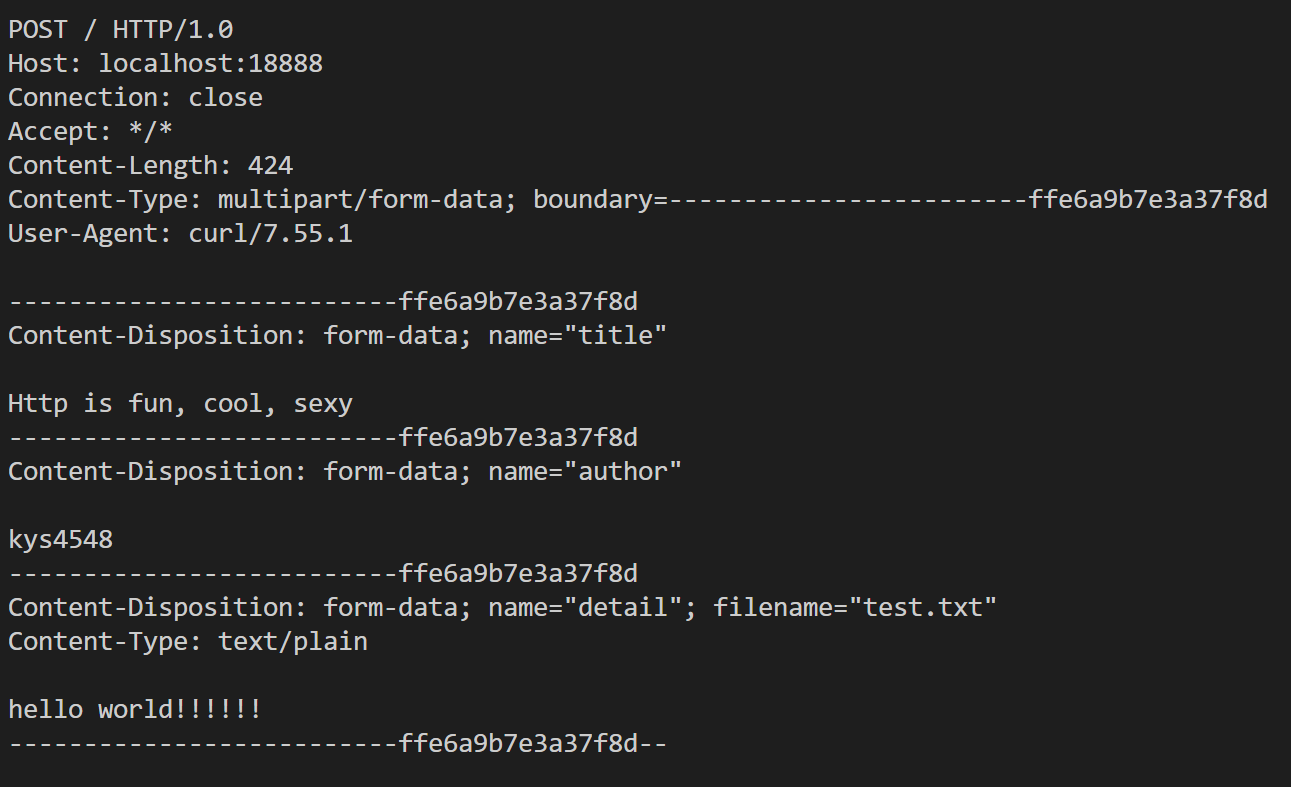 POST / HTTP/1.0
Host: localhost:18888
Connection: close
Accept: */*
Content-Length: 424
Content-Type: multipart/form-data; boundary=------------------------ffe6a9b7e3a37f8d
User-Agent: curl/7.55.1

--------------------------ffe6a9b7e3a37f8d
Content-Disposition: form-data; name="title"

Http is fun, cool, sexy
--------------------------ffe6a9b7e3a37f8d
Content-Disposition: form-data; name="author"

kys4548
--------------------------ffe6a9b7e3a37f8d
Content-Disposition: form-data; name="detail"; filename="test.txt"
Content-Type: text/plain

hello world!!!!!!
--------------------------ffe6a9b7e3a37f8d--